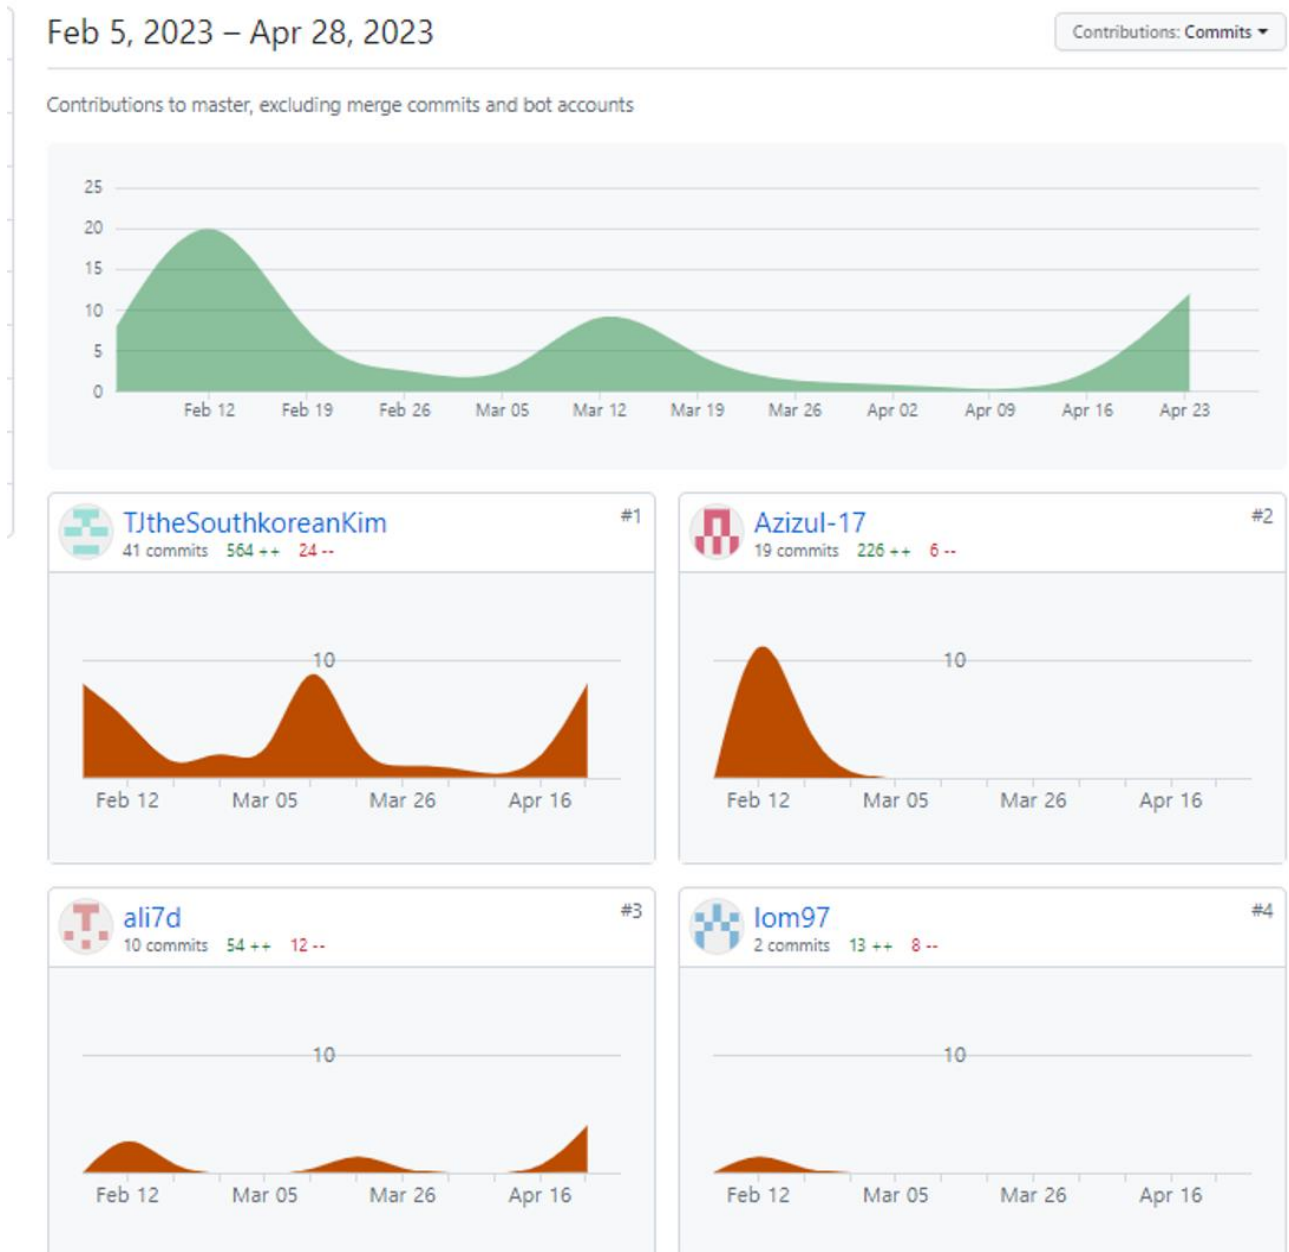 Feb 5, 2023 – Apr 28, 2023
Contributions: Commits
Contributions to master, excluding merge commits and bot accounts
25
20
15
10
5
0
Feb 12 Feb 19 Feb 26 Mar 05 Mar 12 Mar 19 Mar 26 Apr 02 Apr 09 Apr 16 Apr 23
TJtheSouthkoreanKim #1
41 commits 564 ++ 24 --
10
Feb 12 Mar 05 Mar 26 Apr 16
Azizul-17 #2
19 commits 226 ++ 6 --
10
Feb 12 Mar 05 Mar 26 Apr 16
ali7d #3
10 commits 54 ++ 12 --
10
Feb 12 Mar 05 Mar 26 Apr 16
lom97 #4
2 commits 13 ++ 8 --
10
Feb 12 Mar 05 Mar 26 Apr 16